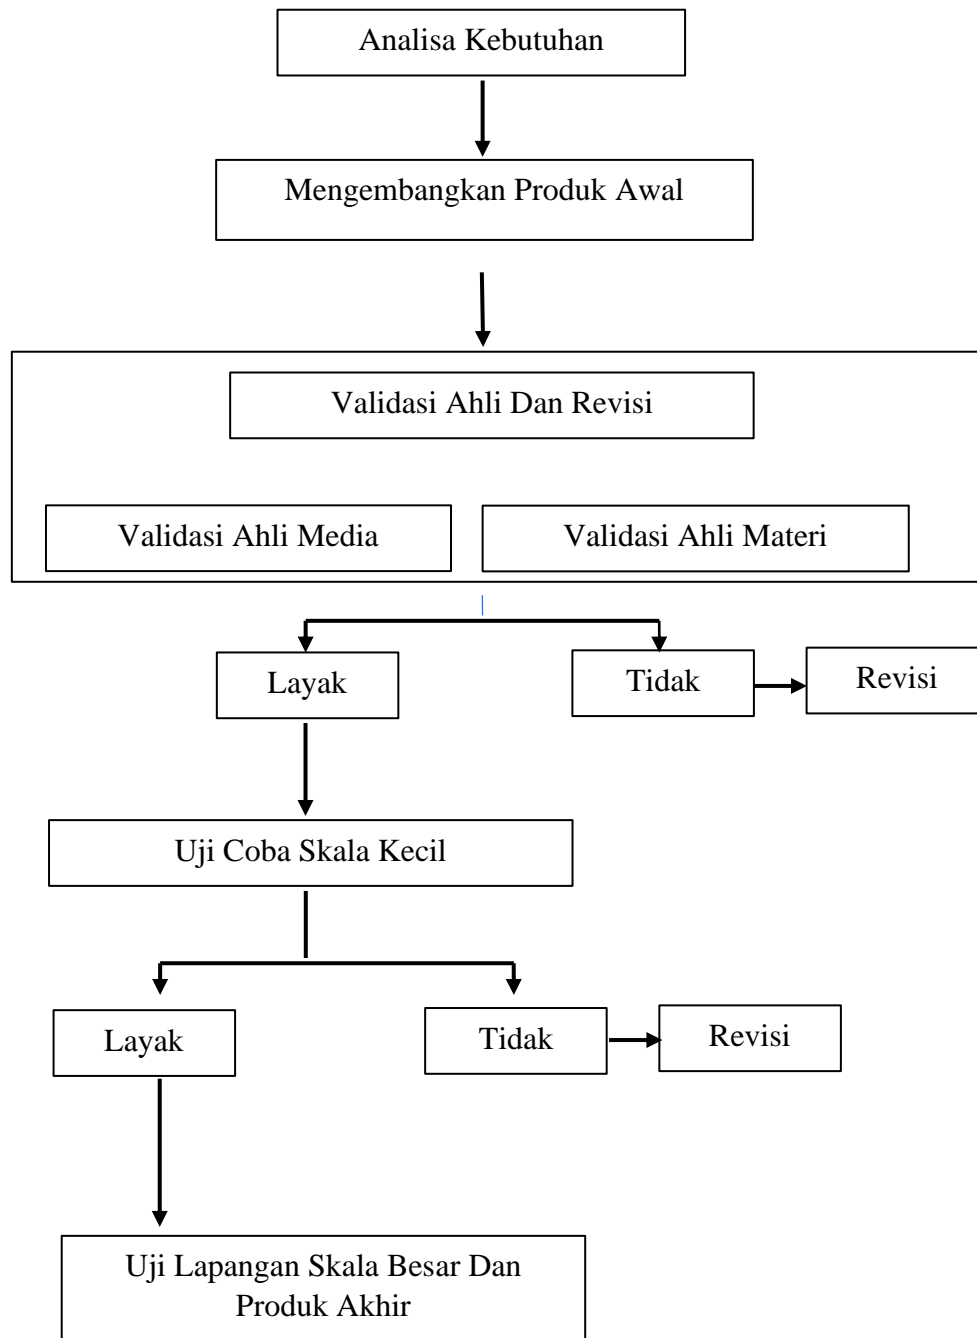 Analisa Kebutuhan
Mengembangkan Produk Awal
Validasi Ahli Dan Revisi
Validasi Ahli Media
Validasi Ahli Materi
Layak
Tidak
Revisi
Uji Coba Skala Kecil
Layak
Tidak
Revisi
Uji Lapangan Skala Besar Dan
Produk Akhir